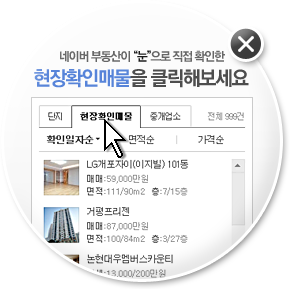 네이버 부동산이 "눈"으로 직접 확인한
현장확인매물을 클릭해보세요
단지 현장확인매물 중개업소 전체 999건
확인일자순 면적순 가격순
LG개포자이(이지빌) 101동
매매:59,000만원
면적:111/90m2 층:7/15층
거평프리젠
매매:87,000만원
면적:100/84m2 층:3/27층
논현대우멤버스카운티
:13,000/200만원